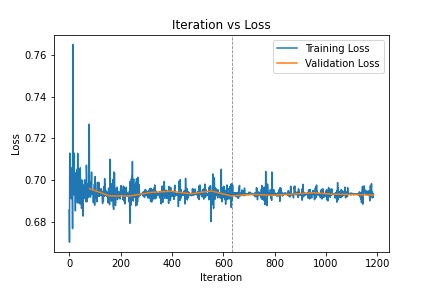 Iteration vs Loss
Training Loss
Validation Loss
Loss
0.76
0.74
0.72
0.70
0.68
0 200 400 600 800 1000 1200
Iteration